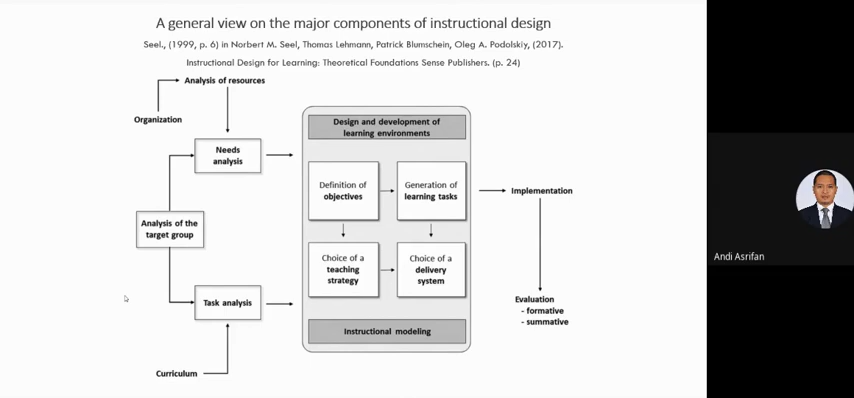 A general view on the major components of instructional design
Seel., (1999, p. 6) in Norbert M. Seel, Thomas Lehmann, Patrick Blumschein, Oleg A. Podolskiy, (2017).
Instructional Design for Learning: Theoretical Foundations Sense Publishers. (p. 24)
Analysis of resources
Organization
Needs
analysis
Analysis of the
target group
Task analysis
Curriculum
Design and development of
learning environments
Definition of
objectives
Generation of
learning tasks
Choice of a
teaching
strategy
Choice of a
delivery
system
Instructional modeling
Implementation
Evaluation
- formative
- summative
Andi Asrifan